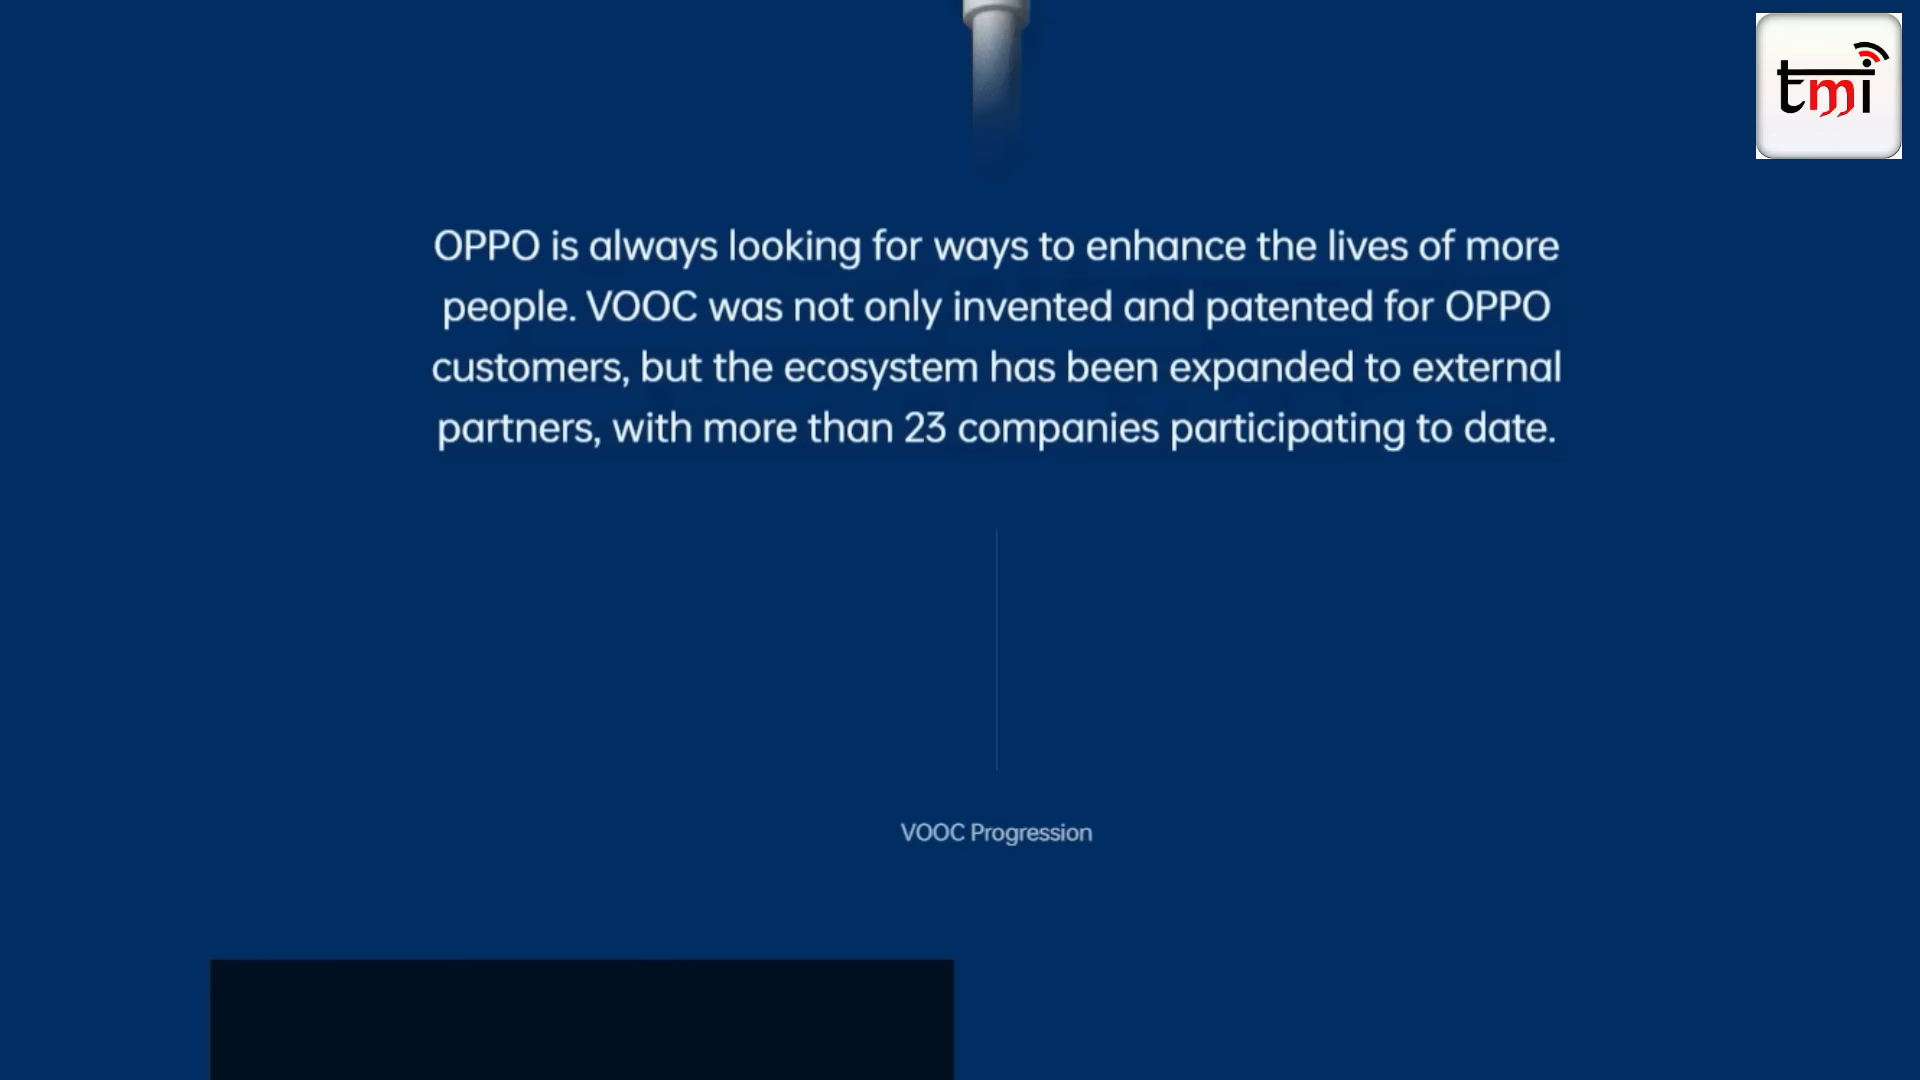 tmi
OPPO is always looking for ways to enhance the lives of more
people. VOOC was not only invented and patented for OPPO
customers, but the ecosystem has been expanded to external
partners, with more than 23 companies participating to date.
VOOC Progression